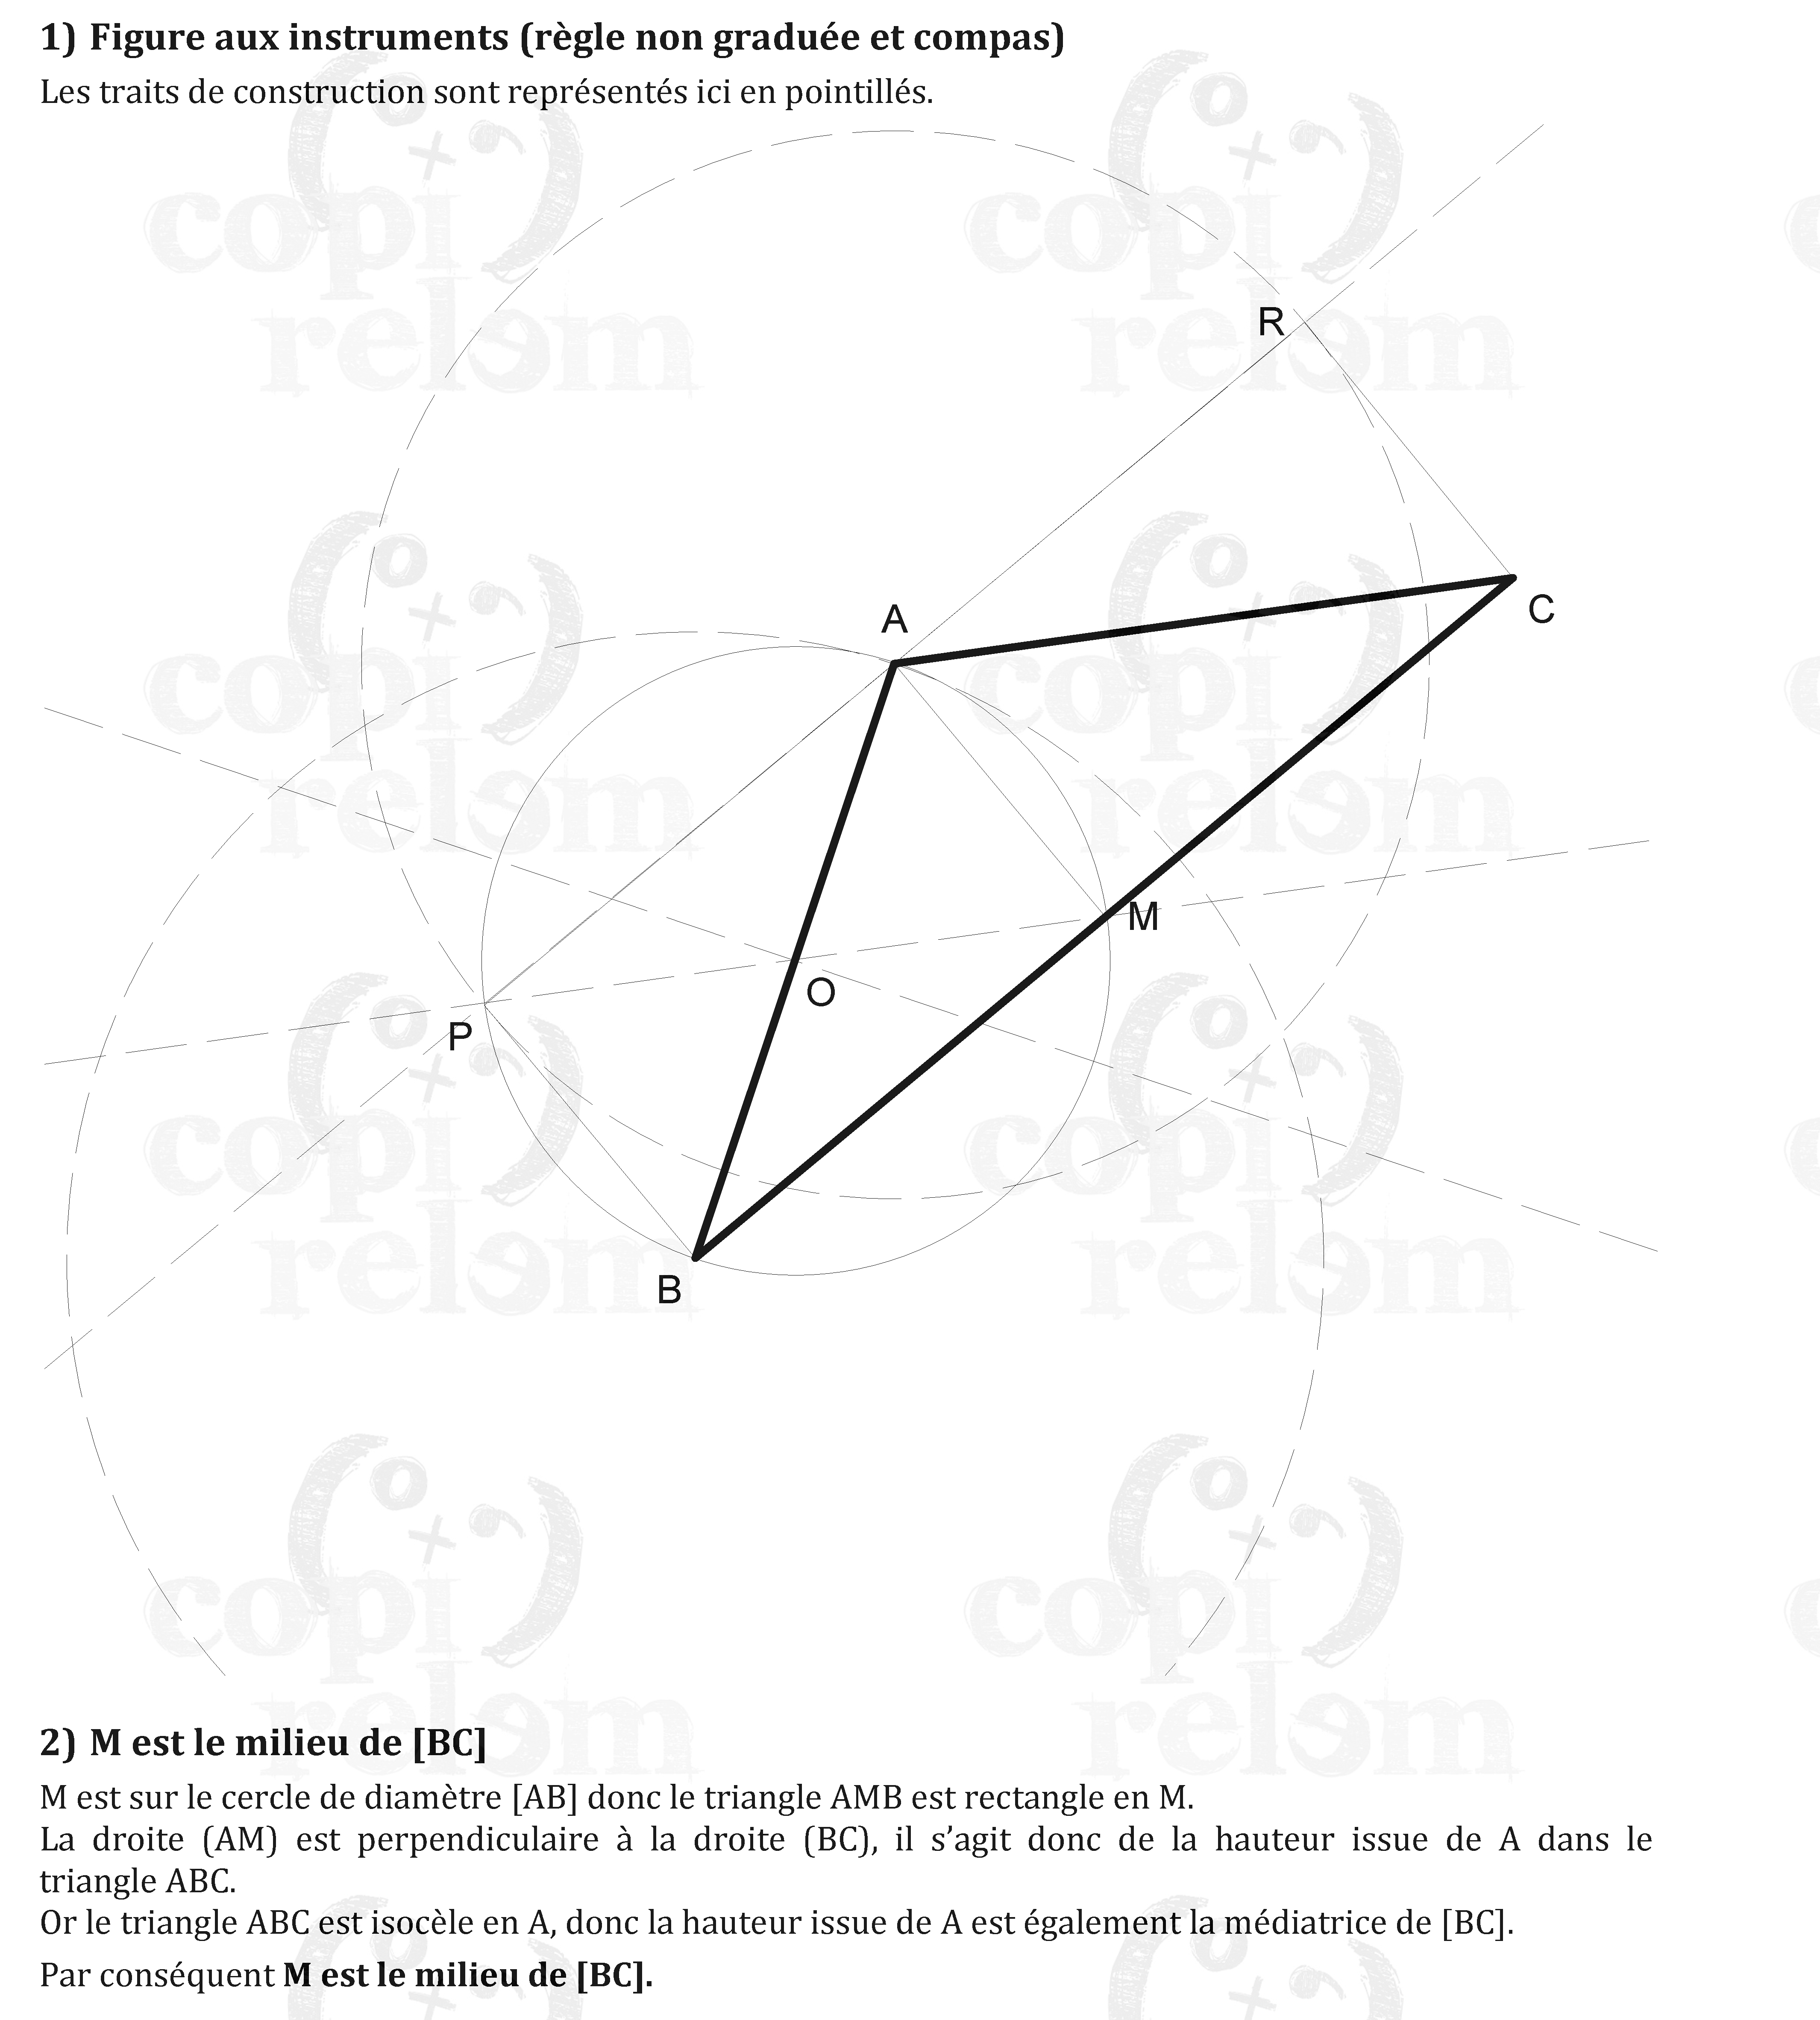 1) Figure aux instruments (règle non graduée et compas)
Les traits de construction sont représentés ici en pointillés.
R
A
C
M
O
P
B
2) M est le milieu de [BC]
M est sur le cercle de diamètre [AB] donc le triangle AMB est rectangle en M.
La droite (AM) est perpendiculaire à la droite (BC), il s’agit donc de la hauteur issue de A dans le
triangle ABC.
Or le triangle ABC est isocèle en A, donc la hauteur issue de A est également la médiatrice de [BC].
Par conséquent M est le milieu de [BC].